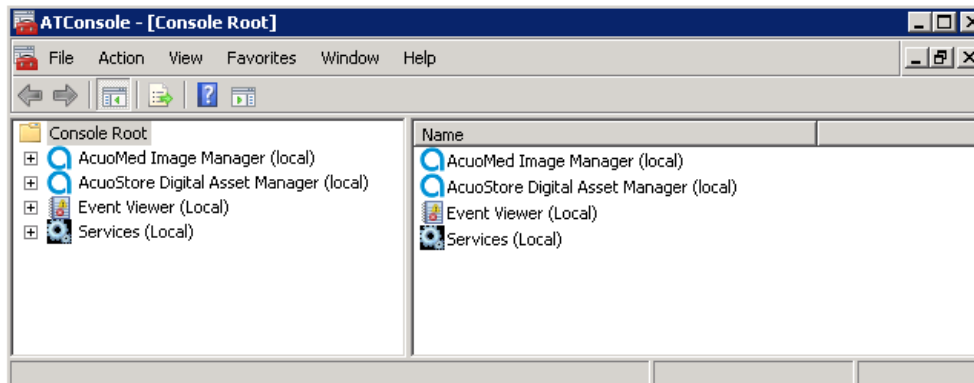 ATConsole - [Console Root]
File Action View Favorites Window Help
Console Root
AcuoMed Image Manager (local)
AcuoStore Digital Asset Manager (local)
Event Viewer (Local)
Services (Local)
Name
AcuoMed Image Manager (local)
AcuoStore Digital Asset Manager (local)
Event Viewer (Local)
Services (Local)